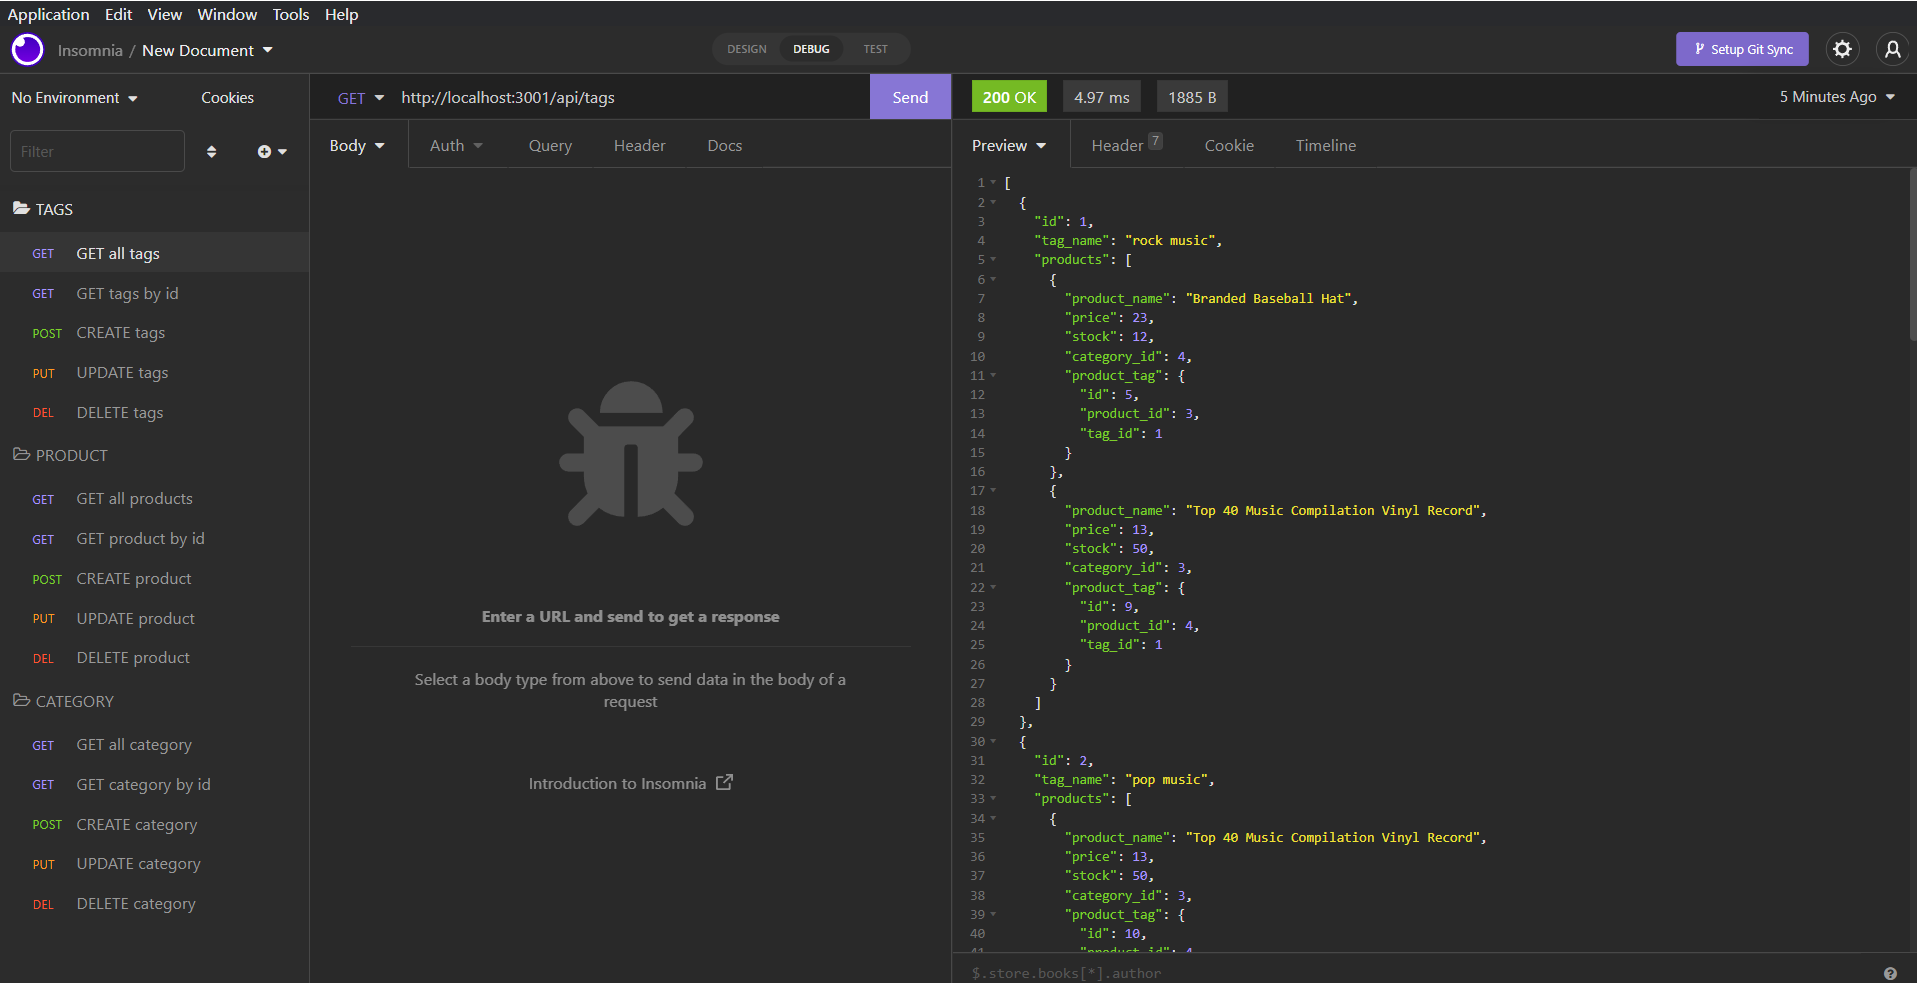 Application Edit View Window Tools Help
Insomnia / New Document
DESIGN DEBUG TEST
Setup Git Sync
No Environment Cookies
Filter
TAGS
GET GET all tags
GET GET tags by id
POST CREATE tags
PUT UPDATE tags
DEL DELETE tags
PRODUCT
GET GET all products
GET GET product by id
POST CREATE product
PUT UPDATE product
DEL DELETE product
CATEGORY
GET GET all category
GET GET category by id
POST CREATE category
PUT UPDATE category
DEL DELETE category
GET http://localhost:3001/api/tags Send
Body Auth Query Header Docs
Enter a URL and send to get a response
Select a body type from above to send data in the body of a
request
Introduction to Insomnia
200 OK 4.97 ms 1885 B 5 Minutes Ago
Preview Header 7 Cookie Timeline
1 [
2 {
3 "id": 1,
4 "tag_name": "rock music",
5 "products": [
6 {
7 "product_name": "Branded Baseball Hat",
8 "price": 23,
9 "stock": 12,
10 "category_id": 4,
11 "product_tag": {
12 "id": 5,
13 "product_id": 3,
14 "tag_id": 1
15 }
16 },
17 {
18 "product_name": "Top 40 Music Compilation Vinyl Record",
19 "price": 13,
20 "stock": 50,
21 "category_id": 3,
22 "product_tag": {
23 "id": 9,
24 "product_id": 4,
25 "tag_id": 1
26 }
27 }
28 ]
29 },
30 {
31 "id": 2,
32 "tag_name": "pop music",
33 "products": [
34 {
35 "product_name": "Top 40 Music Compilation Vinyl Record",
36 "price": 13,
37 "stock": 50,
38 "category_id": 3,
39 "product_tag": {
40 "id": 10,
41 "product_id": 4
$.store.books[*].author